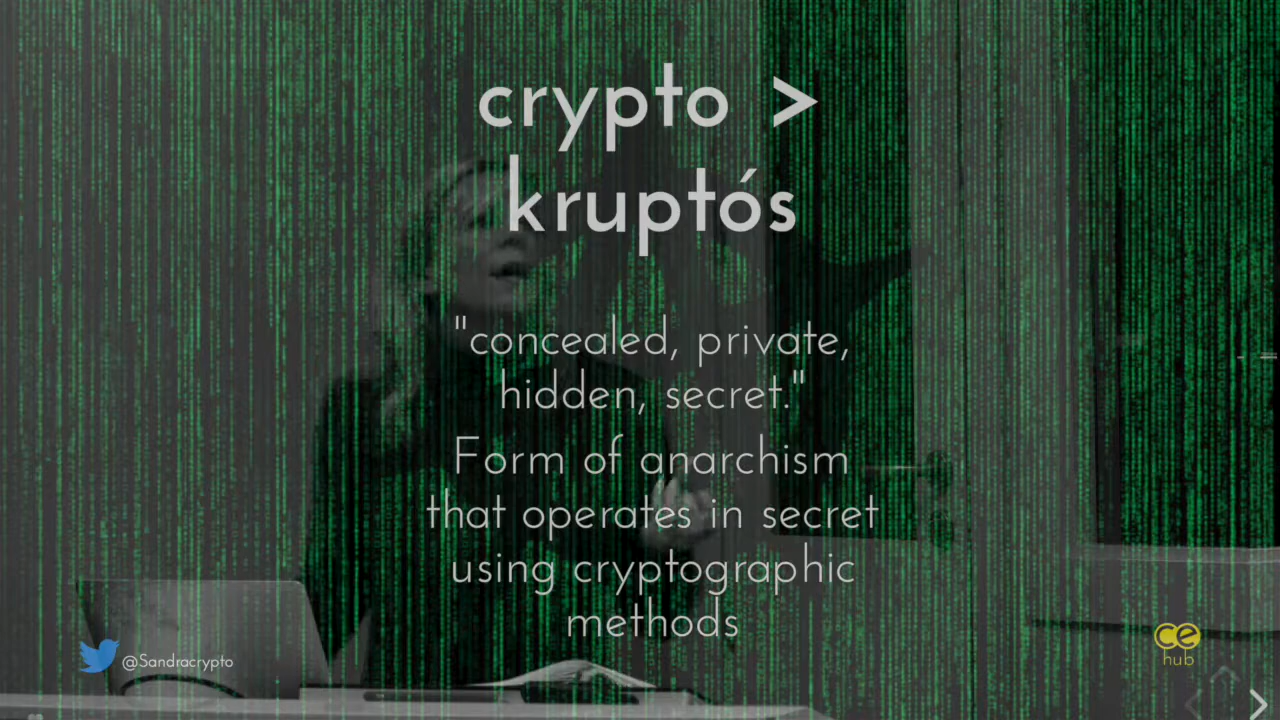 crypto >
kruptós
"concealed, private,
hidden, secret."
Form of anarchism
that operates in secret
using cryptographic
methods
@Sandracrypto
ce
hub